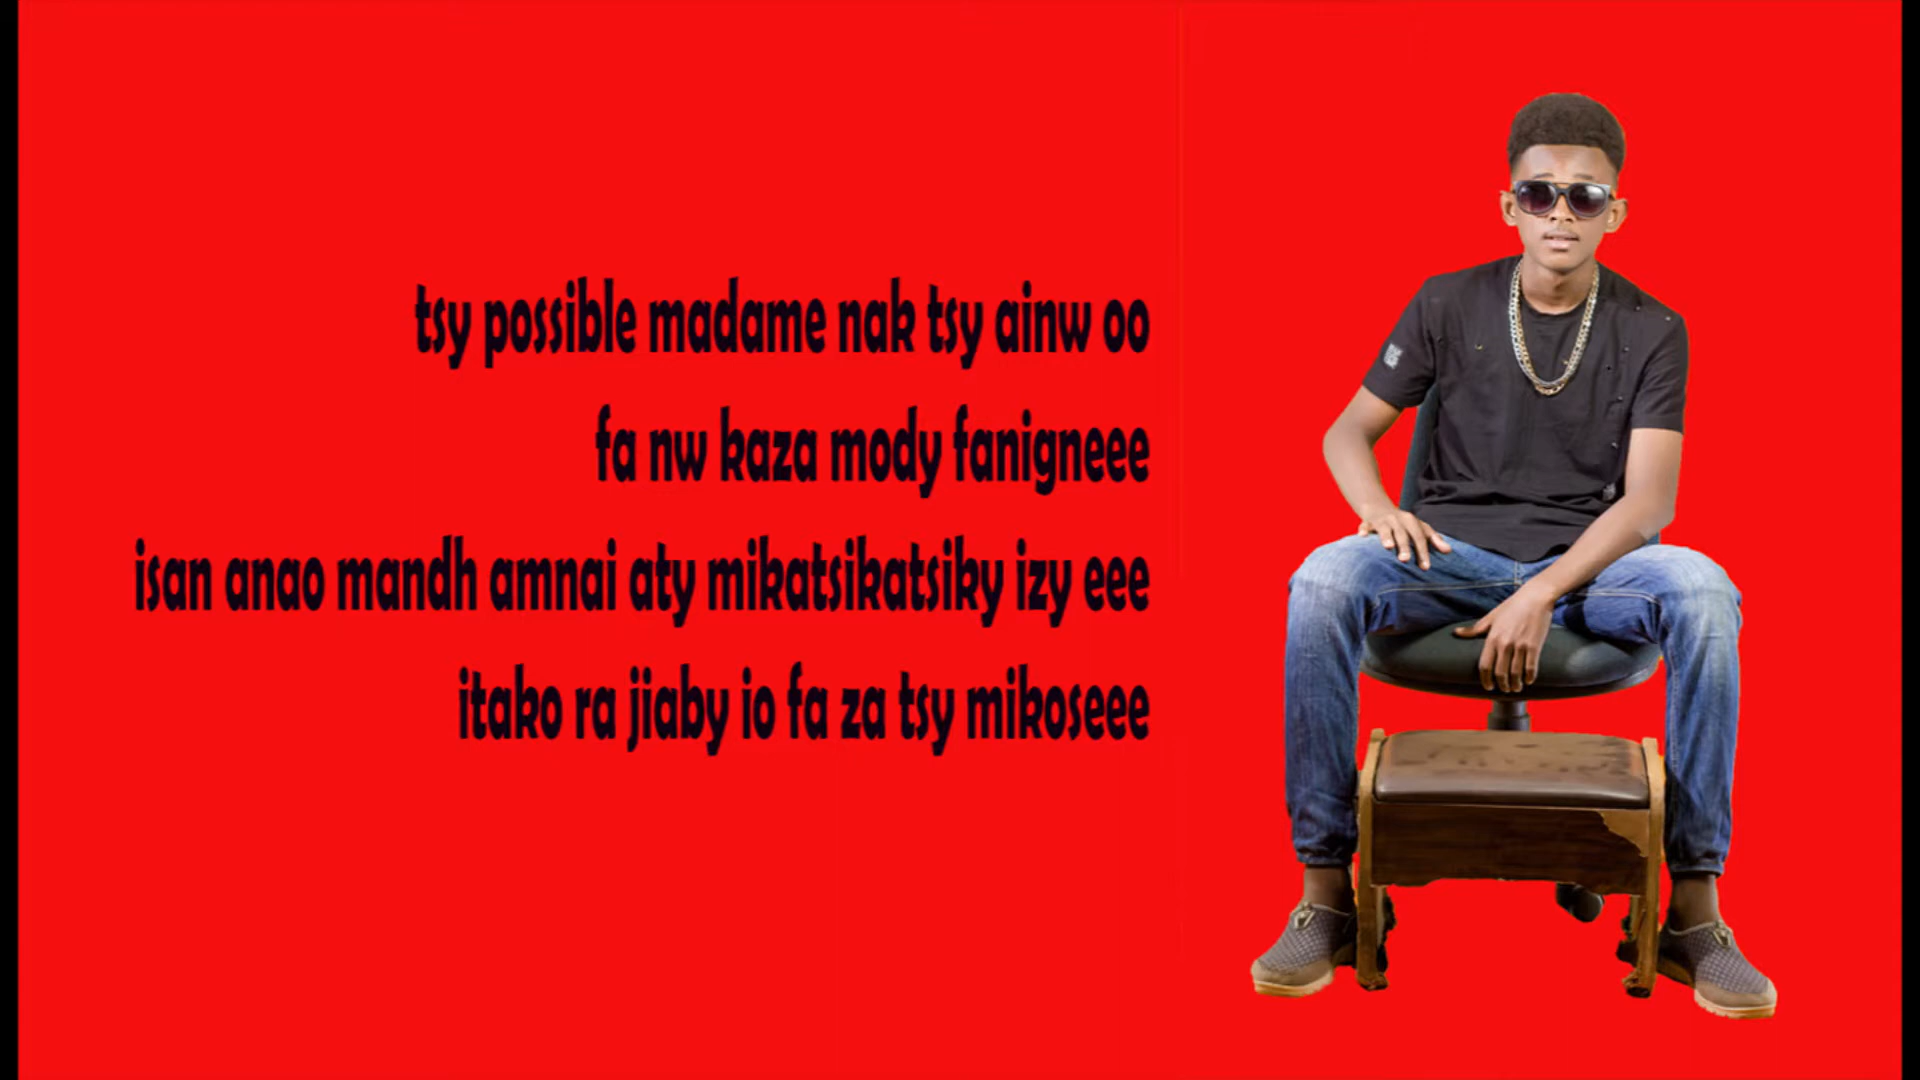 tsy possible madame nak tsy ainw oo
fa nw kaza mody fanigneee
isan anao mandh amnai aty mikatsikatsiky izy eee
itako ra jiaby io fa za tsy mikoseee